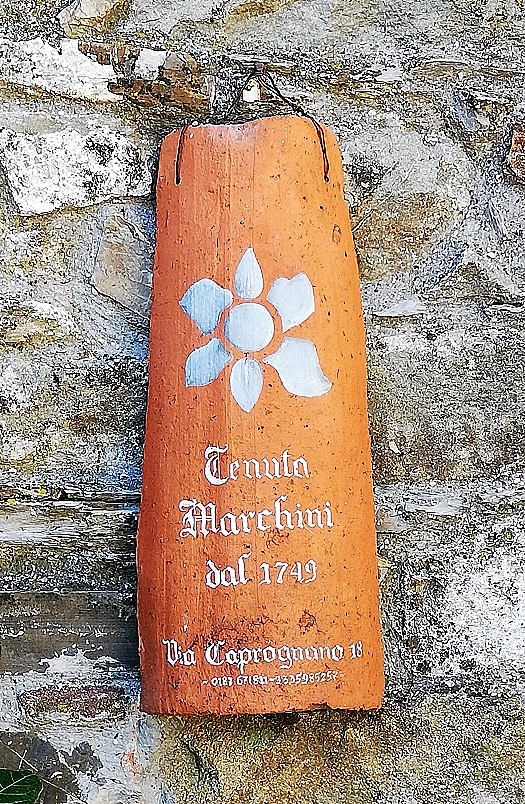 Tenuta
Marchini
dal 1749
Via Caprognano 18